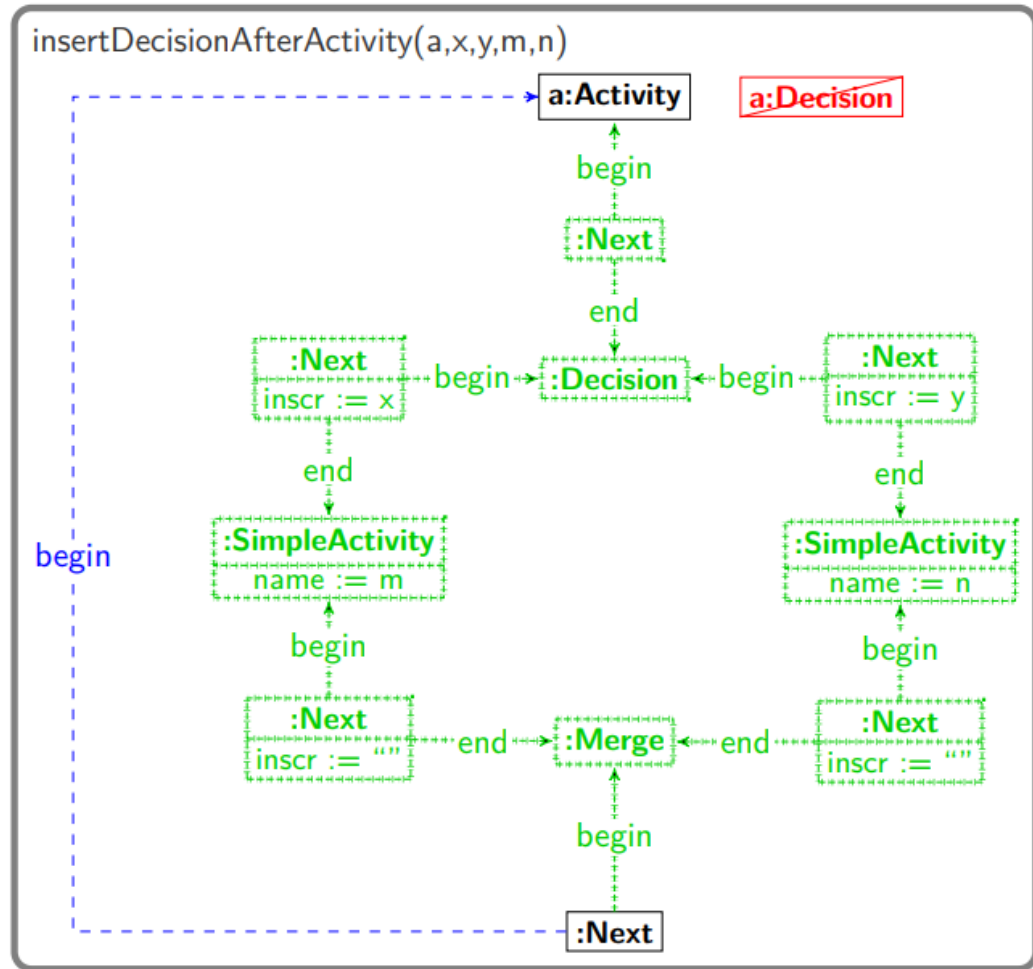 insertDecisionAfterActivity(a,x,y,m,n)
a:Activity
a:Decision
begin
:Next
end
:Next
inscr := x
begin
:Decision
begin
:Next
inscr := y
end
end
:SimpleActivity
name := m
:SimpleActivity
name := n
begin
begin
begin
:Next
inscr := “”
end
:Merge
end
:Next
inscr := “”
begin
:Next